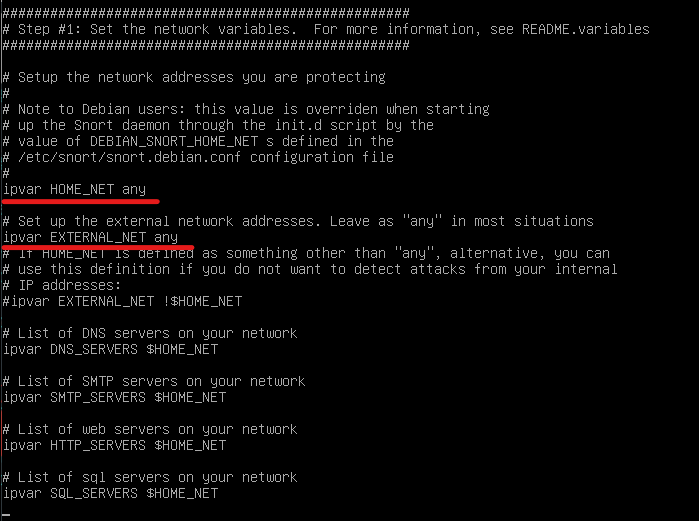 ###################################################
# Step #1: Set the network variables.  For more information, see README.variables
###################################################
# Setup the network addresses you are protecting
#
# Note to Debian users: this value is overriden when starting
# up the Snort daemon through the init.d script by the
# value of DEBIAN_SNORT_HOME_NET s defined in the
# /etc/snort/snort.debian.conf configuration file
#
ipvar HOME_NET any
# Set up the external network addresses. Leave as "any" in most situations
ipvar EXTERNAL_NET any
# If HOME_NET is defined as something other than "any", alternative, you can
# use this definition if you do not want to detect attacks from your internal
# IP addresses:
#ipvar EXTERNAL_NET !$HOME_NET
# List of DNS servers on your network
ipvar DNS_SERVERS $HOME_NET
# List of SMTP servers on your network
ipvar SMTP_SERVERS $HOME_NET
# List of web servers on your network
ipvar HTTP_SERVERS $HOME_NET
# List of sql servers on your network
ipvar SQL_SERVERS $HOME_NET